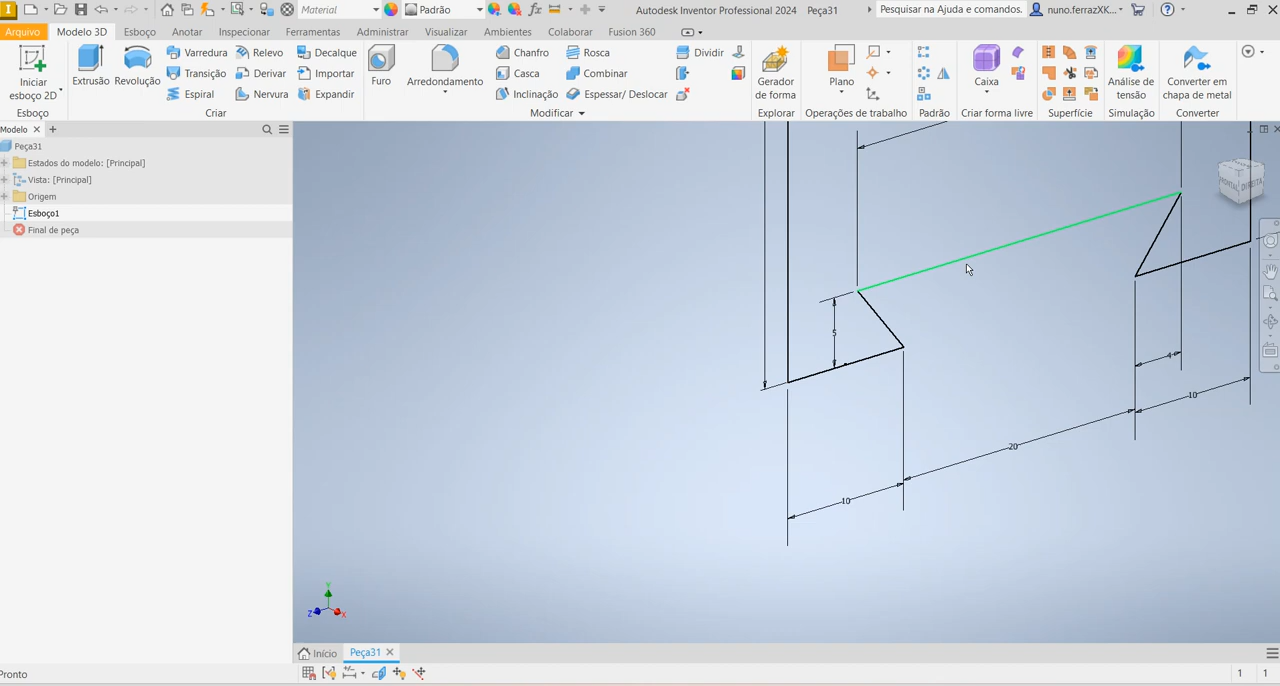 Material
Padrão
Autodesk Inventor Professional 2024 Peça31
Pesquisar na Ajuda e comandos.
nuno.ferrazXK...
Arquivo
Modelo 3D
Esboço
Anotar
Inspecionar
Ferramentas
Administrar
Visualizar
Ambientes
Colaborar
Fusion 360
Iniciar
esboço 2D
Esboço
Extrusão
Revolução
Varredura
Transição
Espiral
Relevo
Derivar
Nervura
Decalque
Importar
Expandir
Criar
Furo
Arredondamento
Chanfro
Casca
Inclinação
Rosca
Combinar
Espessar/ Deslocar
Dividir
Modificar
Gerador
de forma
Explorar
Plano
Operações de trabalho
Padrão
Caixa
Criar forma livre
Superfície
Análise de
tensão
Simulação
Converter em
chapa de metal
Converter
Modelo
Peça31
Estados do modelo: [Principal]
Vista: [Principal]
Origem
Esboço1
Final de peça
DIREITA
5
4
10
20
10
Y
Z
X
Início
Peça31
Pronto
1
1